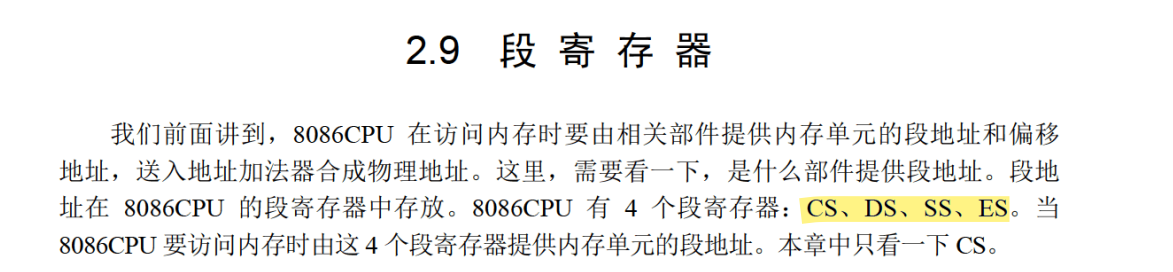 2.9 段寄存器
我们前面讲到，8086CPU 在访问内存时要由相关部件提供内存单元的段地址和偏移
地址，送入地址加法器合成物理地址。这里，需要看一下，是什么部件提供段地址。段地
址在 8086CPU 的段寄存器中存放。8086CPU 有 4 个段寄存器：CS、DS、SS、ES。当
8086CPU 要访问内存时由这 4 个段寄存器提供内存单元的段地址。本章中只看一下 CS。